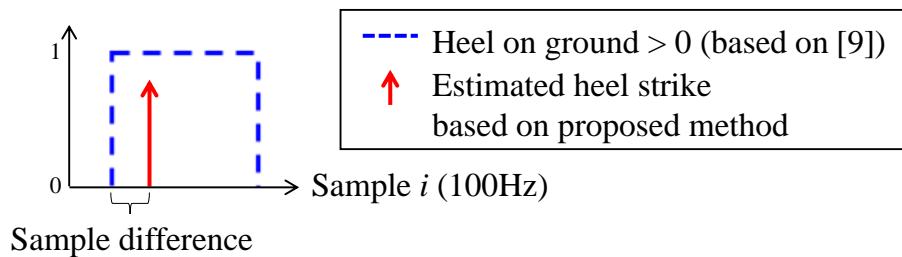 1
0
Sample i (100Hz)
Sample difference
Heel on ground > 0 (based on [9])
Estimated heel strike
based on proposed method